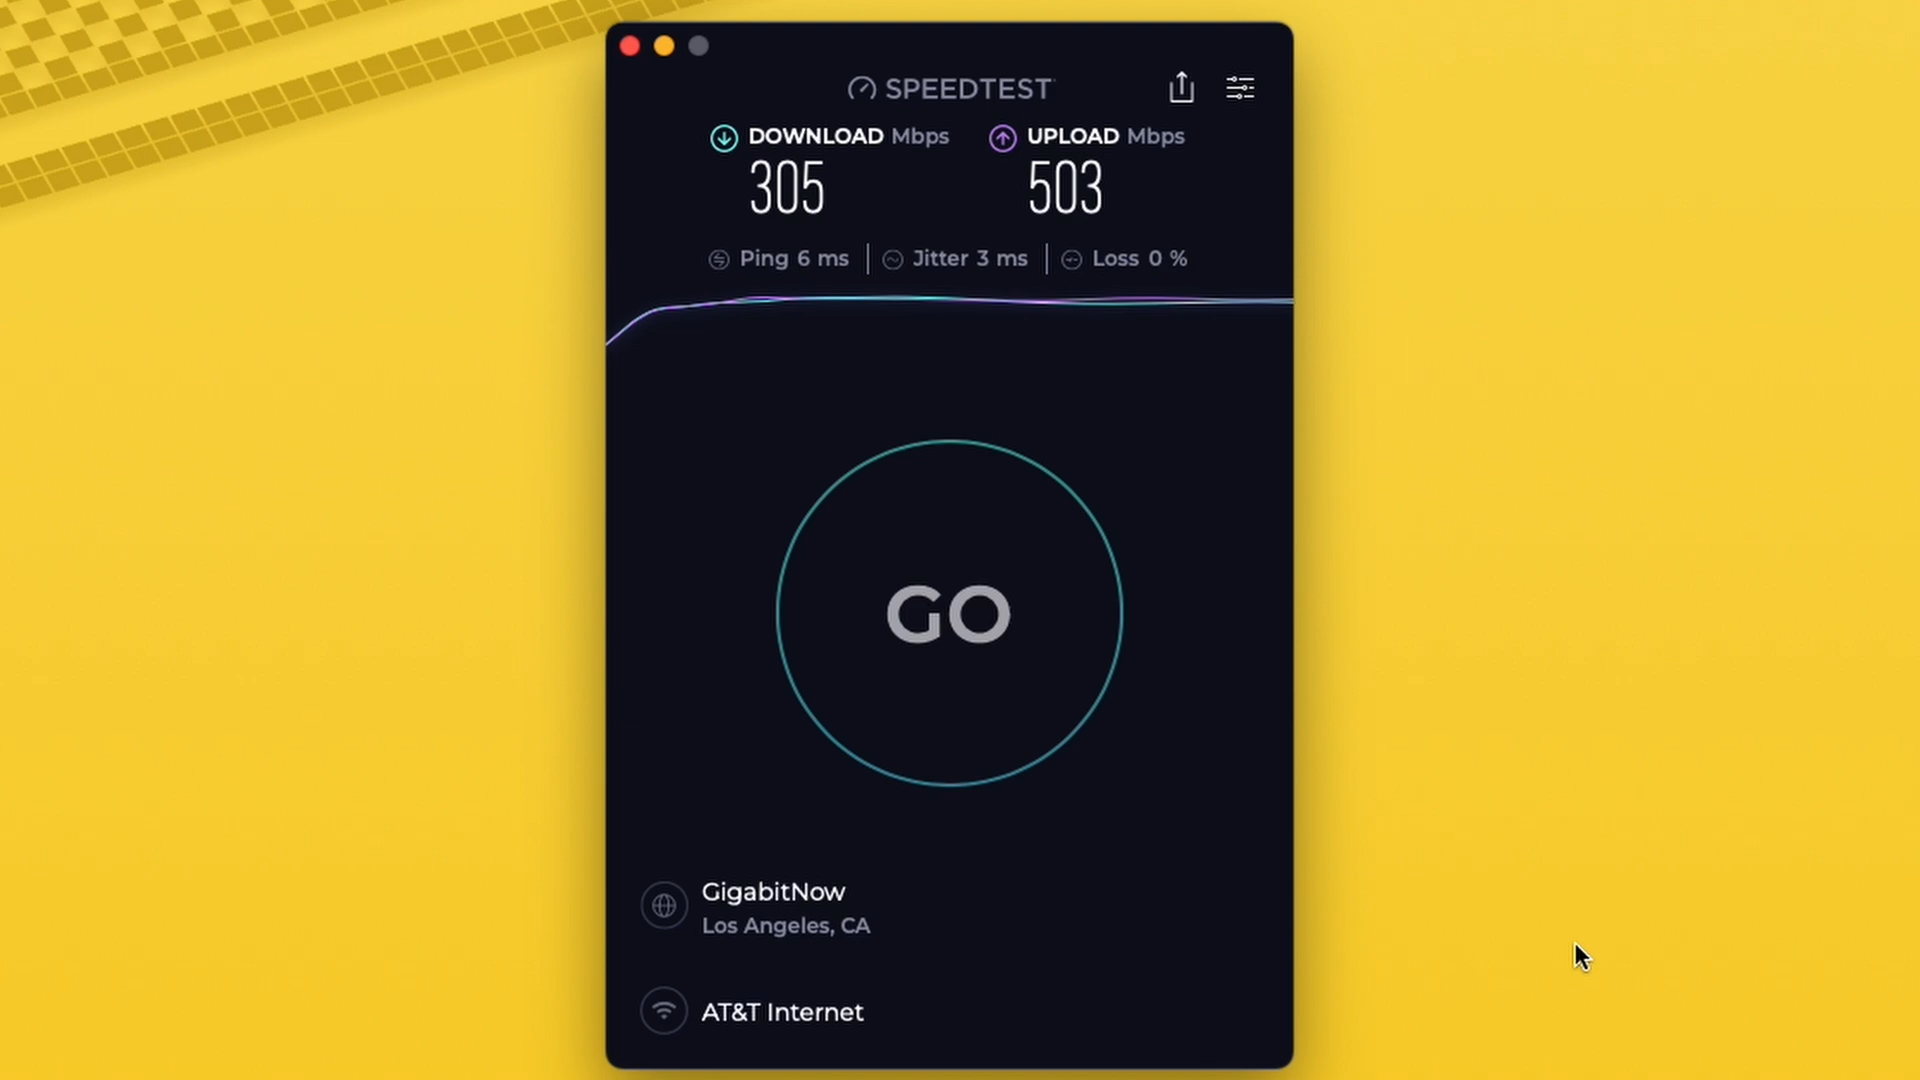 SPEEDTEST
DOWNLOAD Mbps
305
UPLOAD Mbps
503
Ping 6 ms
Jitter 3 ms
Loss 0 %
GO
GigabitNow
Los Angeles, CA
AT&T Internet